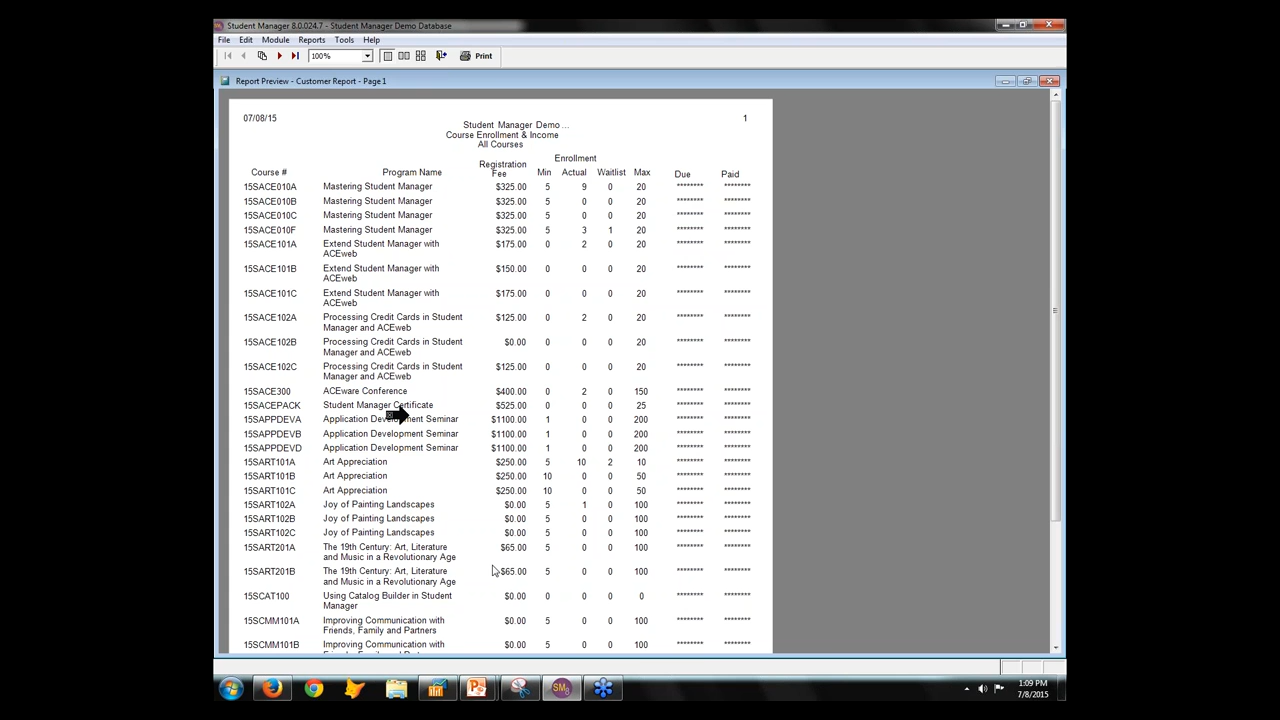 Student Manager 8.0.024.7 - Student Manager Demo Database
File Edit Module Reports Tools Help
100% Print
Report Preview - Customer Report - Page 1
07/08/15 Student Manager Demo ... 1
Course Enrollment & Income
All Courses
Enrollment
Registration
Course # Program Name Fee Min Actual Waitlist Max Due Paid
15SACE010A Mastering Student Manager $325.00 5 9 0 20 ******** ********
15SACE010B Mastering Student Manager $325.00 5 0 0 20 ******** ********
15SACE010C Mastering Student Manager $325.00 5 0 0 20 ******** ********
15SACE010F Mastering Student Manager $325.00 5 3 1 20 ******** ********
15SACE101A Extend Student Manager with $175.00 0 2 0 20 ******** ********
ACEweb
15SACE101B Extend Student Manager with $150.00 0 0 0 20 ******** ********
ACEweb
15SACE101C Extend Student Manager with $175.00 0 0 0 20 ******** ********
ACEweb
15SACE102A Processing Credit Cards in Student $125.00 0 2 0 20 ******** ********
Manager and ACEweb
15SACE102B Processing Credit Cards in Student $0.00 0 0 0 20 ******** ********
Manager and ACEweb
15SACE102C Processing Credit Cards in Student $125.00 0 0 0 20 ******** ********
Manager and ACEweb
15SACE300 ACEware Conference $400.00 0 2 0 150 ******** ********
15SACEPACK Student Manager Certificate $525.00 0 0 0 25 ******** ********
15SAPPDEVA Application Development Seminar $1100.00 1 0 0 200 ******** ********
15SAPPDEVB Application Development Seminar $1100.00 1 0 0 200 ******** ********
15SAPPDEVD Application Development Seminar $1100.00 1 0 0 200 ******** ********
15SART101A Art Appreciation $250.00 5 10 2 10 ******** ********
15SART101B Art Appreciation $250.00 10 0 0 50 ******** ********
15SART101C Art Appreciation $250.00 10 0 0 50 ******** ********
15SART102A Joy of Painting Landscapes $0.00 5 1 0 100 ******** ********
15SART102B Joy of Painting Landscapes $0.00 5 0 0 100 ******** ********
15SART102C Joy of Painting Landscapes $0.00 5 0 0 100 ******** ********
15SART201A The 19th Century: Art, Literature $65.00 5 0 0 100 ******** ********
and Music in a Revolutionary Age
15SART201B The 19th Century: Art, Literature $65.00 5 0 0 100 ******** ********
and Music in a Revolutionary Age
15SCAT100 Using Catalog Builder in Student $0.00 0 0 0 0 ******** ********
Manager
15SCMM101A Improving Communication with $0.00 5 0 0 100 ******** ********
Friends, Family and Partners
15SCMM101B Improving Communication with $0.00 5 0 0 100 ******** ********
SM8 1:09 PM
7/8/2015